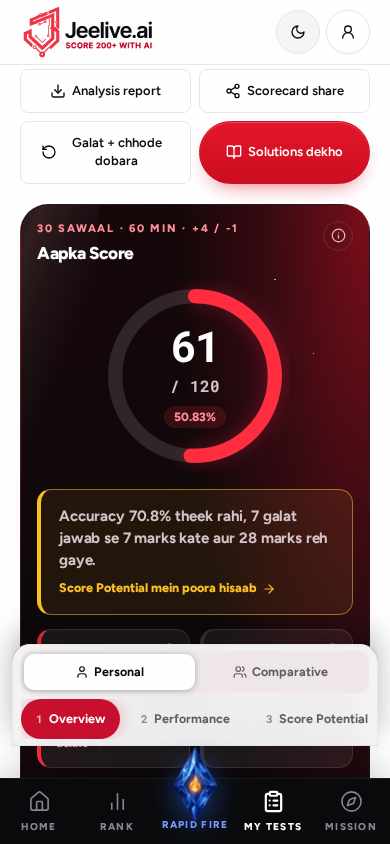 Jeelive.ai
SCORE 200+ WITH AI
Analysis report
Scorecard share
Galat + chhode
dobara
Solutions dekho
30 SAWAAL · 60 MIN · +4 / -1
Aapka Score
61
/ 120
50.83%
Accuracy 70.8% theek rahi, 7 galat
jawab se 7 marks kate aur 28 marks reh
gaye.
Score Potential mein poora hisaab →
Personal
Comparative
1 Overview
2 Performance
3 Score Potential
HOME
RANK
RAPID FIRE
MY TESTS
MISSION